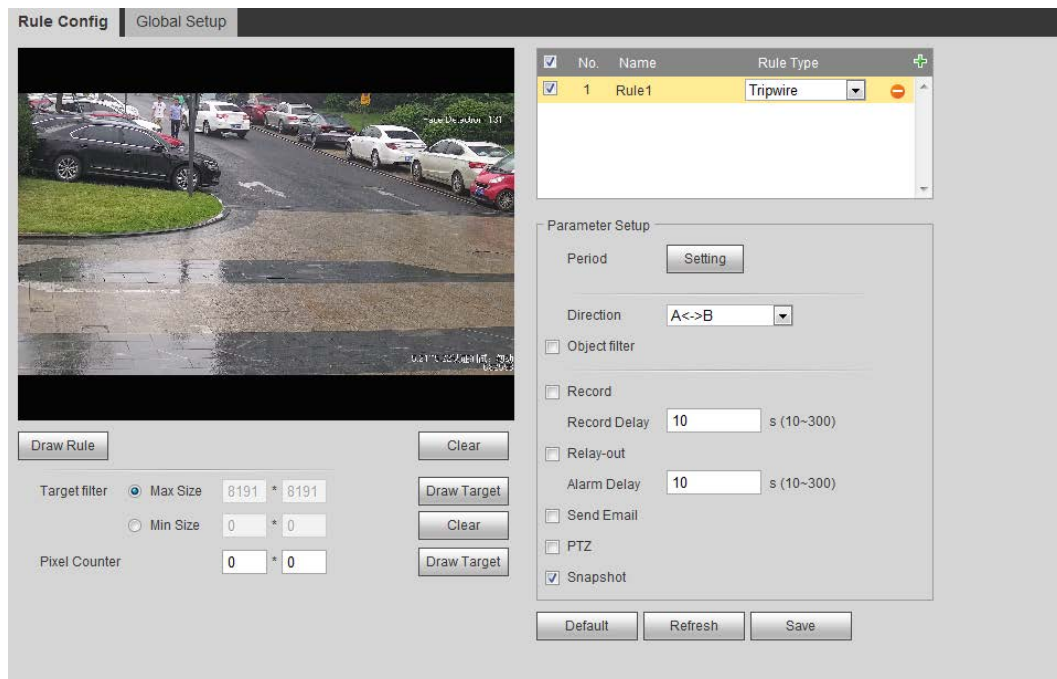 Rule Config Global Setup
No. Name Rule Type
1 Rule1 Tripwire
Parameter Setup
Period Setting
Direction A<->B
Object filter
Record
Record Delay 10 s (10~300)
Relay-out
Alarm Delay 10 s (10~300)
Send Email
PTZ
Snapshot
Default Refresh Save
Draw Rule Clear
Target filter Max Size 8191 * 8191 Draw Target
Min Size 0 * 0 Clear
Pixel Counter 0 * 0 Draw Target